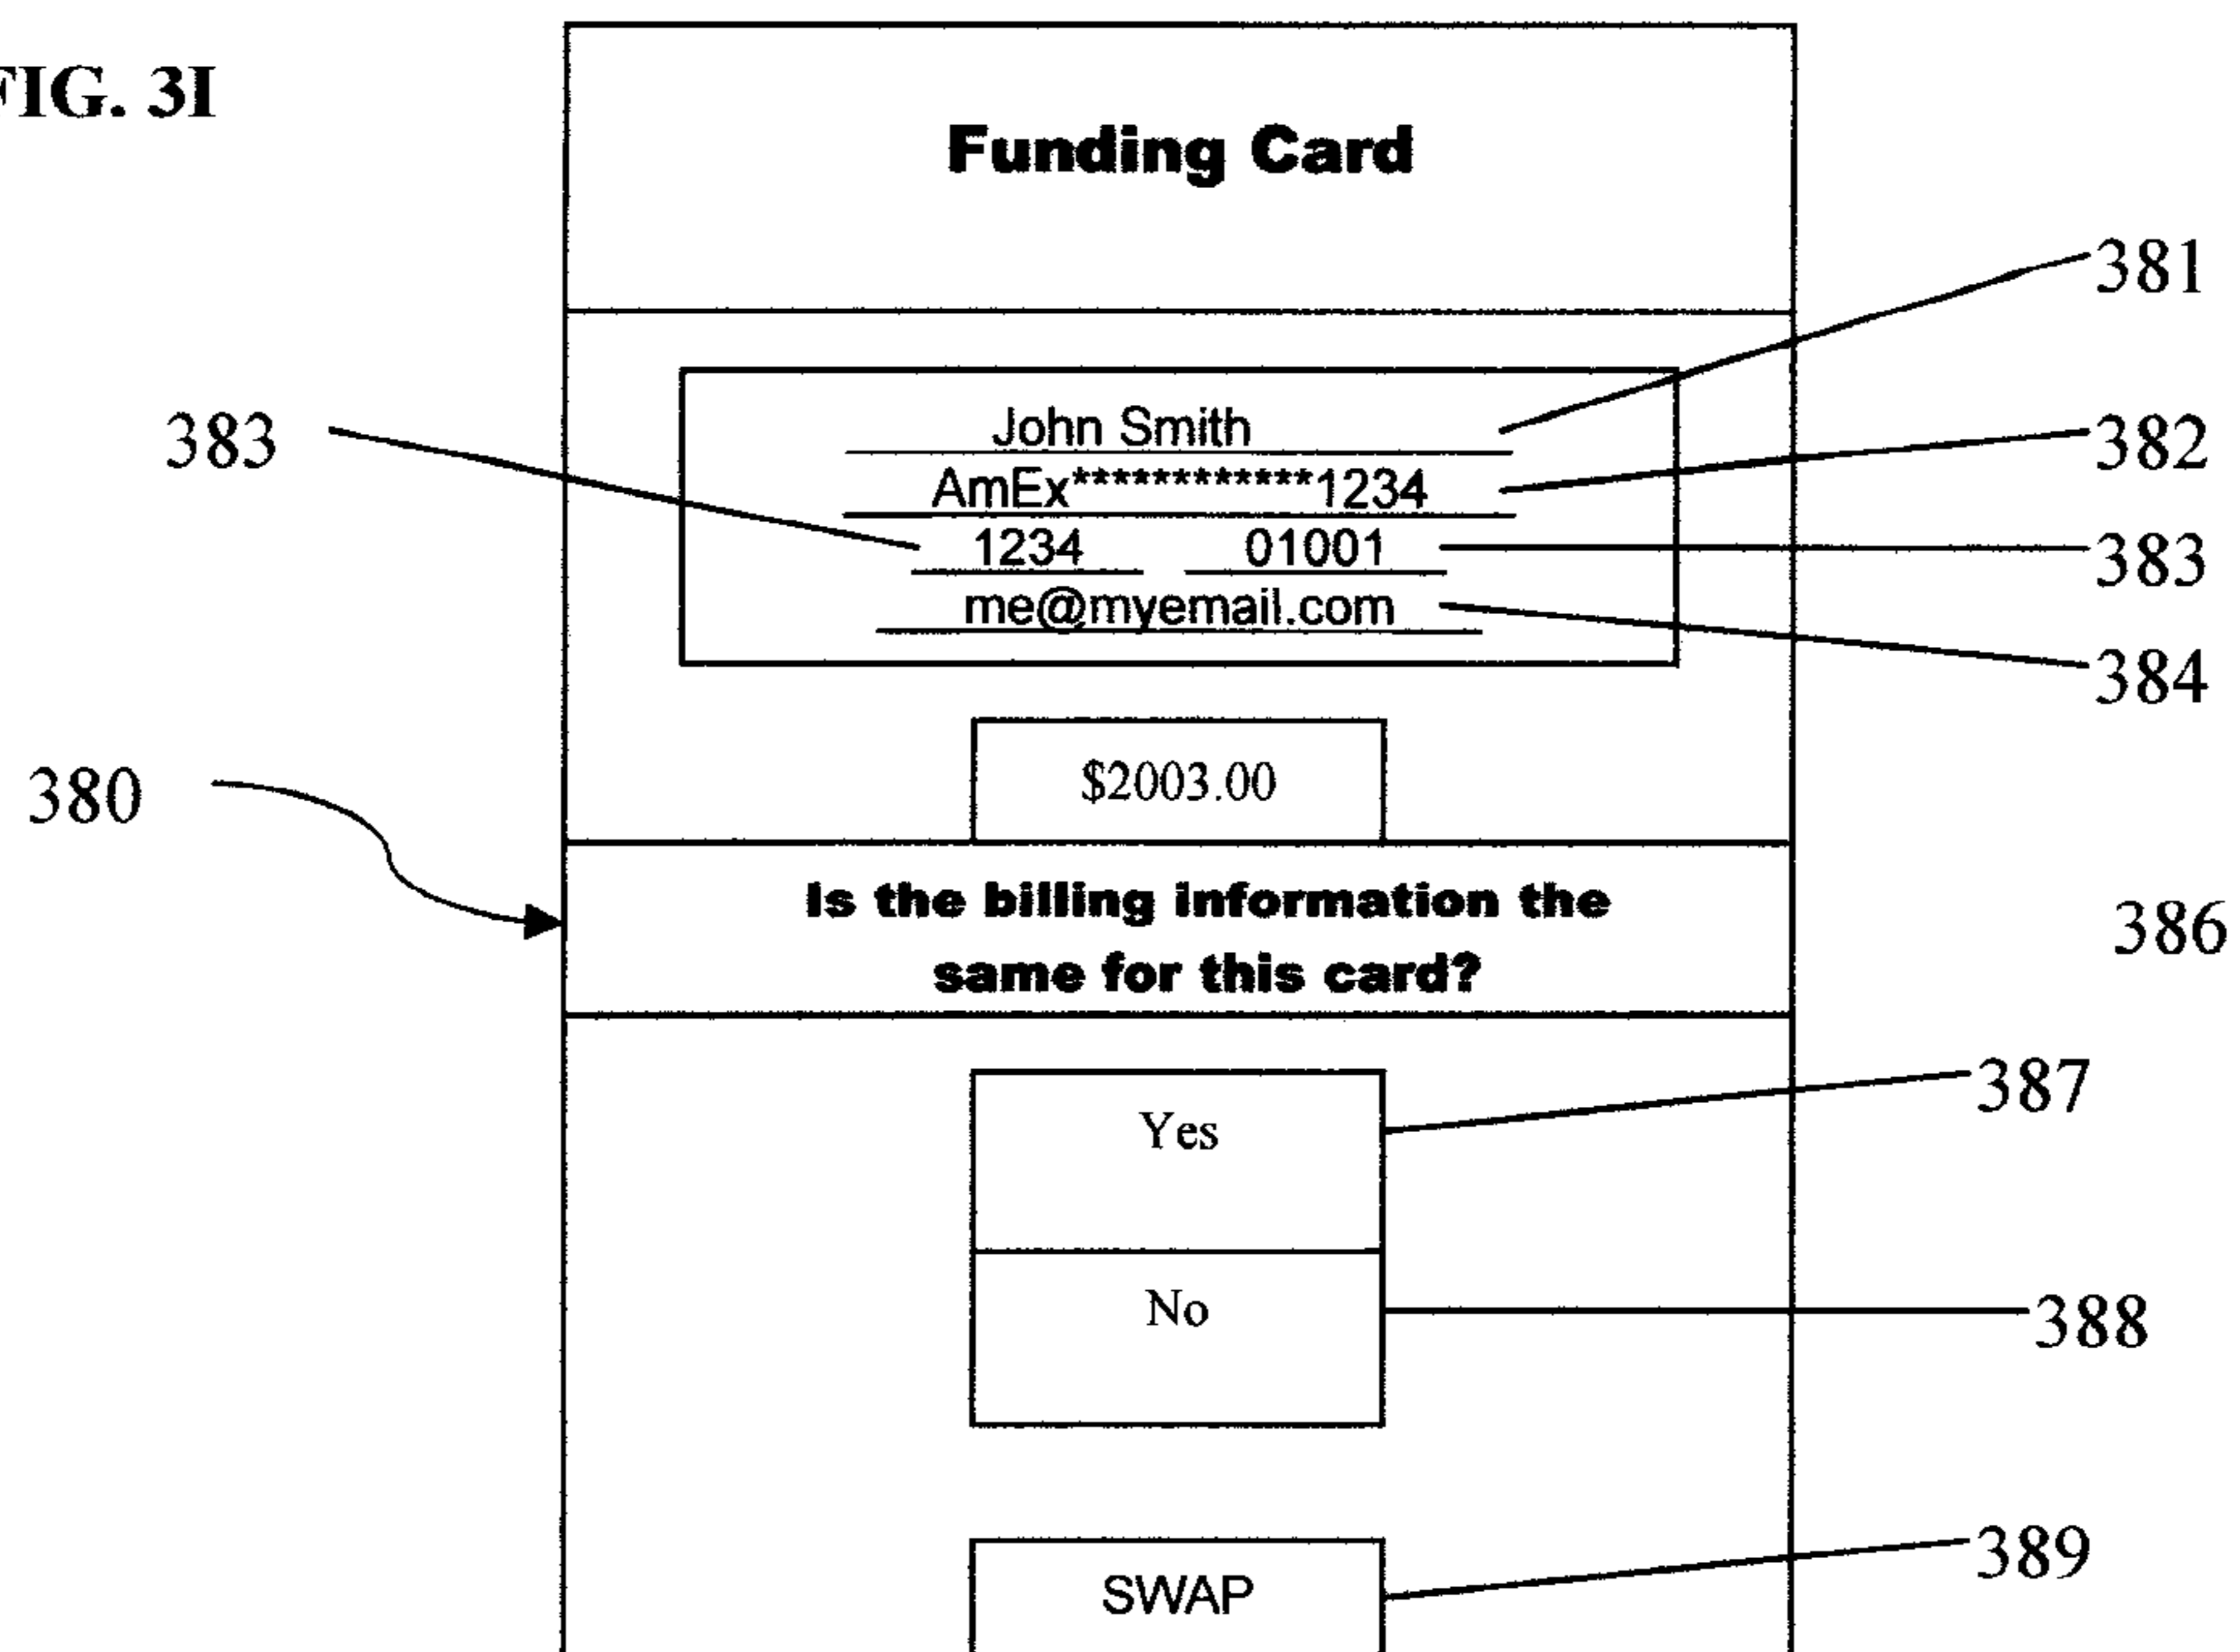 FIG. 3I
Funding Card
381
John Smith
383
382
AmEx************1234
1234 01001
383
me@myemail.com
384
$2003.00
380
Is the billing information the
386
same for this card?
387
Yes
No
388
389
SWAP